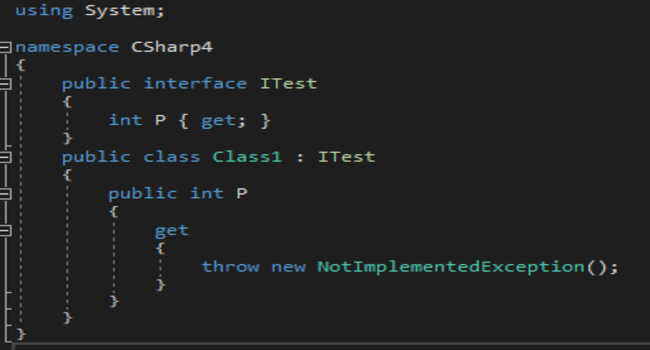 using System;
namespace CSharp4
{
public interface ITest
{
int P { get; }
}
public class Class1 : ITest
{
public int P
{
get
{
throw new NotImplementedException();
}
}
}
}